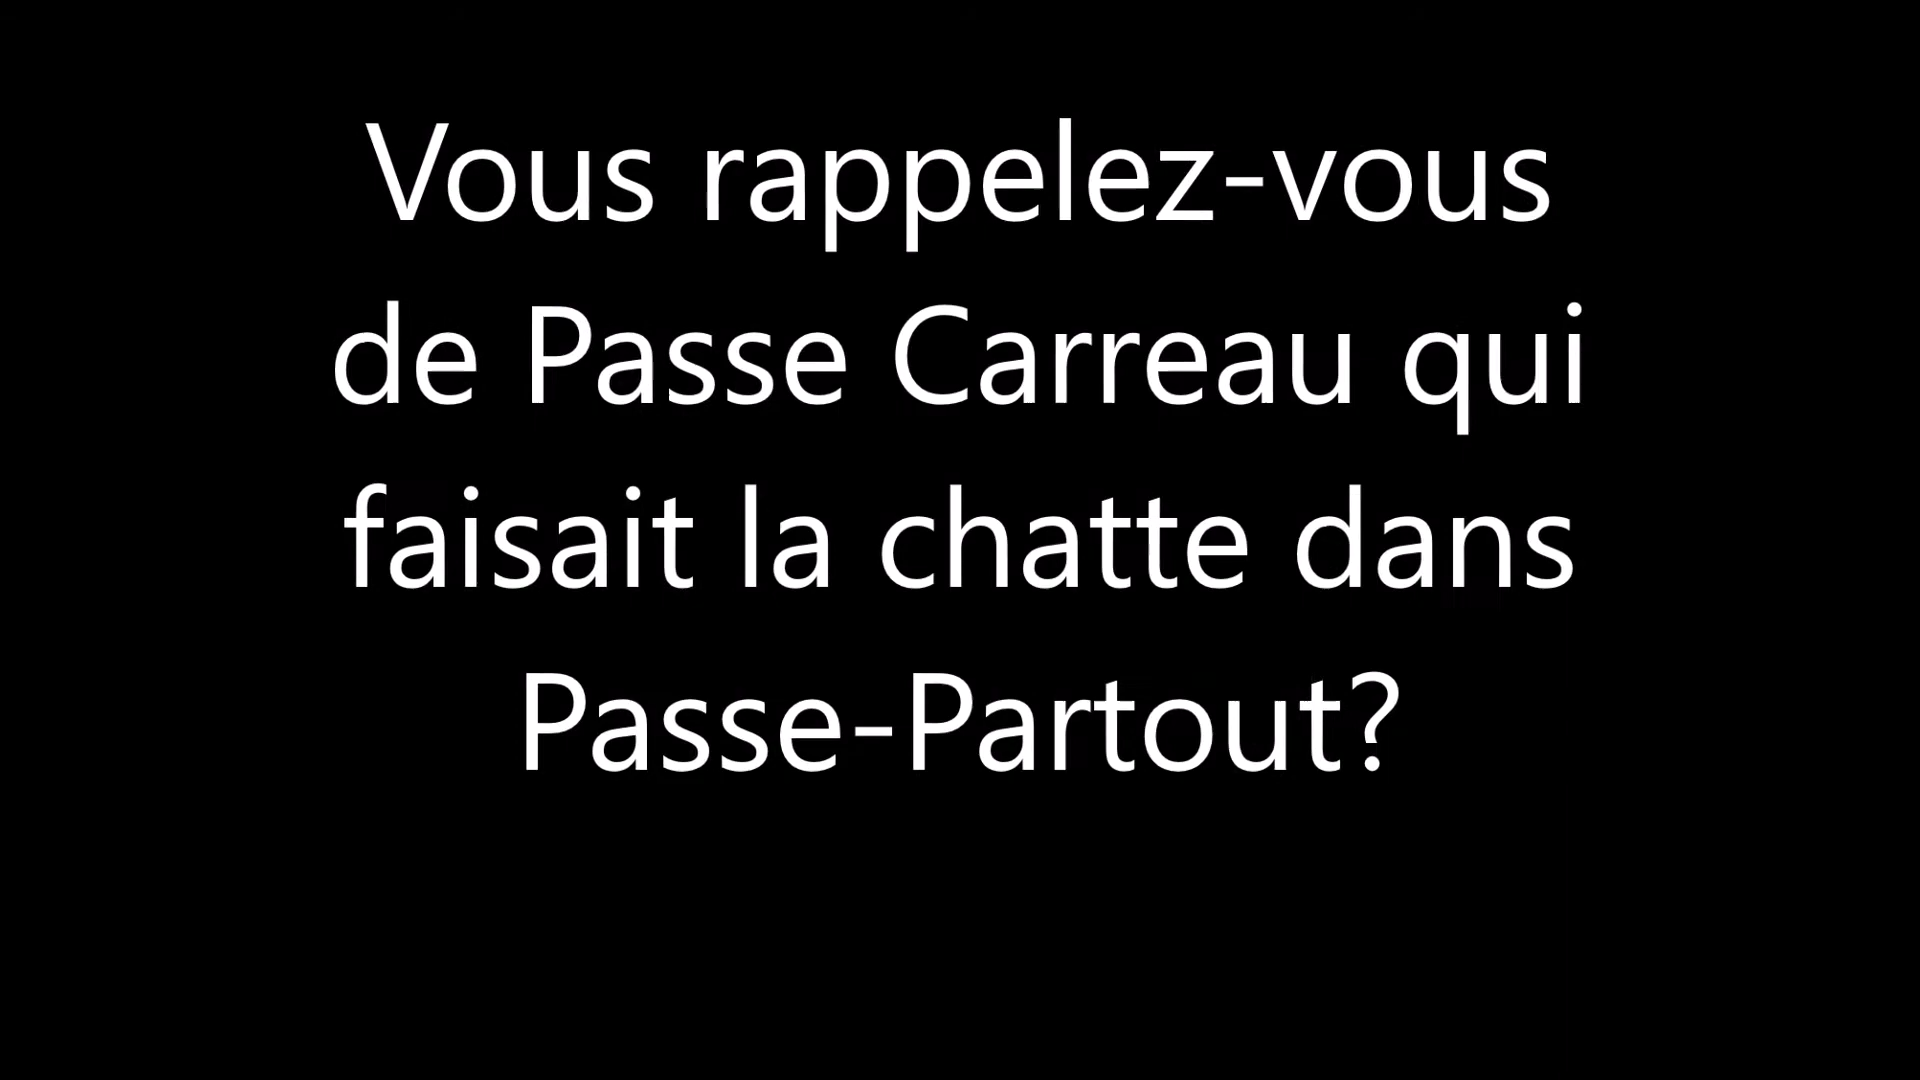 Vous rappelez-vous
de Passe Carreau qui
faisait la chatte dans
Passe-Partout?